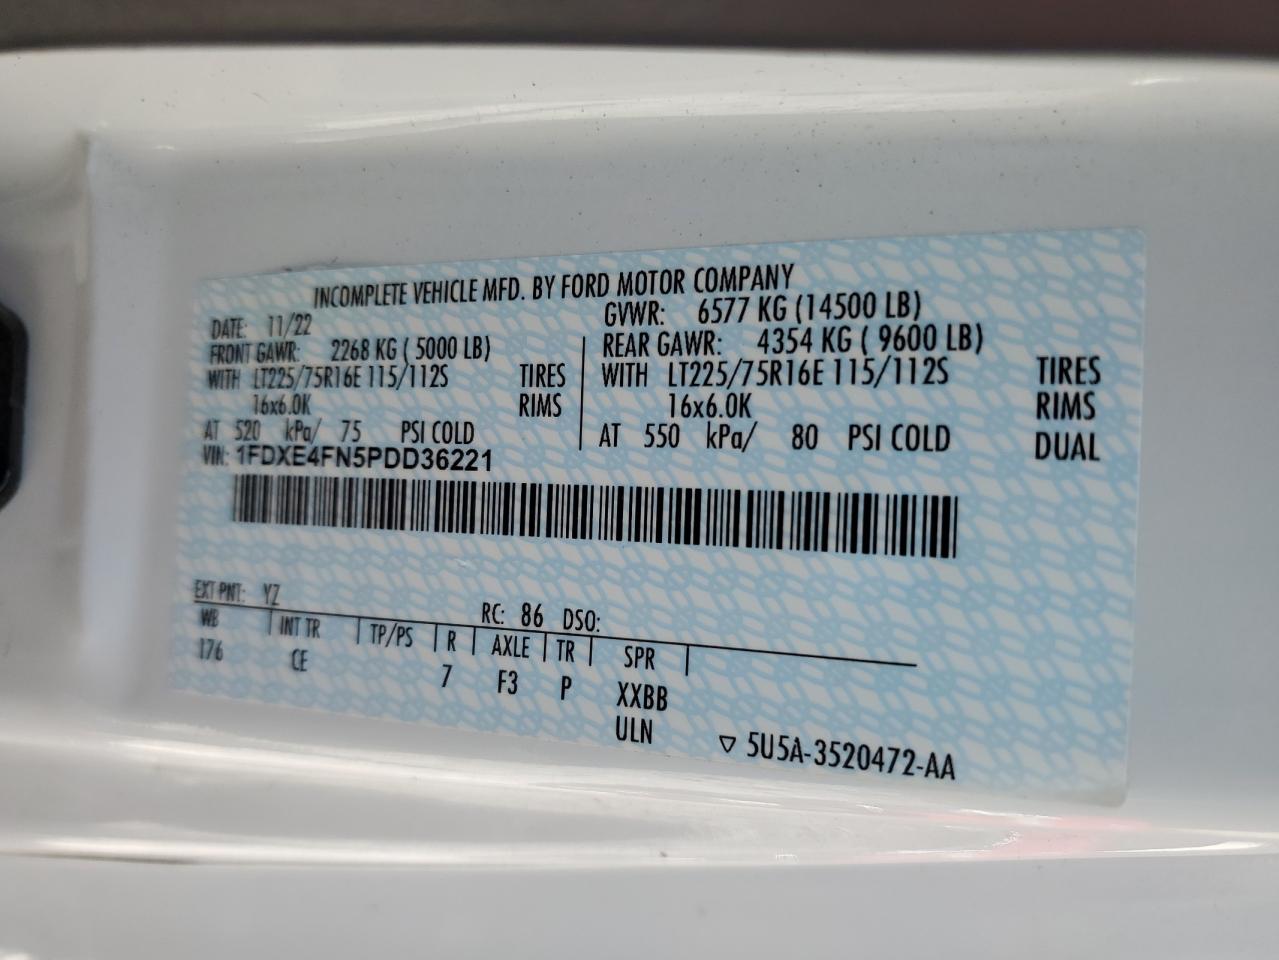 INCOMPLETE VEHICLE MFD. BY FORD MOTOR COMPANY
DATE: 11/22 GVWR: 6577 KG (14500 LB)
FRONT GAWR: 2268 KG ( 5000 LB) REAR GAWR: 4354 KG ( 9600 LB)
WITH LT225/75R16E 115/112S TIRES WITH LT225/75R16E 115/112S TIRES
16x6.0K RIMS 16x6.0K RIMS
AT 520 kPa/ 75 PSI COLD AT 550 kPa/ 80 PSI COLD DUAL
VIN: 1FDXE4FN5PDD36221
EXT PNT: YZ RC: 86 DSO:
WB INT TR TP/PS R AXLE TR SPR
176 CE 7 F3 P XXBB
ULN
5U5A-3520472-AA